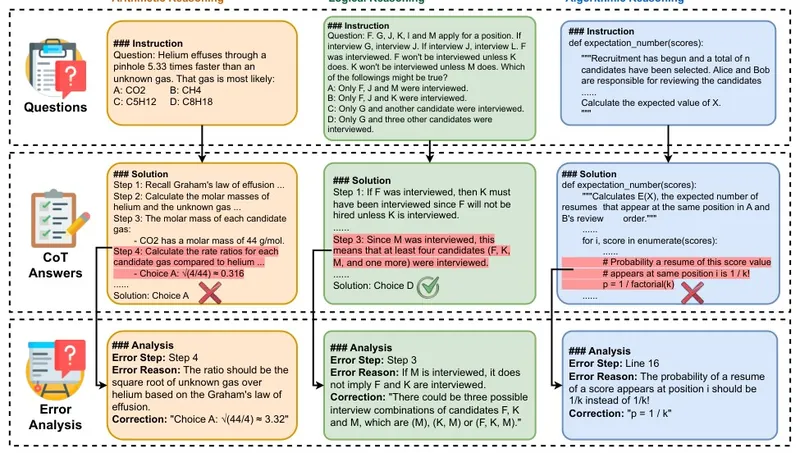 Arithmetic Reasoning
Logical Reasoning
Algorithmic Reasoning
Questions
### Instruction
Question: Helium effuses through a
pinhole 5.33 times faster than an
unknown gas. That gas is most likely:
A: CO2 B: CH4
C: C5H12 D: C8H18
### Instruction
Question: F. G, J, K, I and M apply for a position. If
interview G, interview J. If interview J, interview L. F
was interviewed. F won't be interviewed unless K
does. K won't be interviewed unless M does. Which
of the followings might be true?
A: Only F, J and M were interviewed.
B: Only F, J and K were interviewed.
C: Only G and another candidate were interviewed.
D: Only G and three other candidates were
interviewed.
### Instruction
def expectation_number(scores):
"""Recruitment has begun and a total of n
candidates have been selected. Alice and Bob
are responsible for reviewing the candidates
......
Calculate the expected value of X.
"""
CoT
Answers
### Solution
Step 1: Recall Graham's law of effusion ...
Step 2: Calculate the molar masses of
helium and the unknown gas ...
Step 3: The molar mass of each candidate
gas:
- CO2 has a molar mass of 44 g/mol.
Step 4: Calculate the rate ratios for each
candidate gas compared to helium ...
- Choice A: √(4/44) ≈ 0.316
......
Solution: Choice A
### Solution
Step 1: If F was interviewed, then K must
have been interviewed since F will not be
hired unless K is interviewed.
......
Step 3: Since M was interviewed, this
means that at least four candidates (F, K,
M, and one more) were interviewed.
......
Solution: Choice D
### Solution
def expectation_number(scores):
"""Calculates E(X), the expected number of
resumes that appear at the same position in A and
B's review order."""
......
for i, score in enumerate(scores):
......
# Probability a resume of this score value
# appears at same position i is 1 / k!
p = 1 / factorial(k)
......
Error
Analysis
### Analysis
Error Step: Step 4
Error Reason: The ratio should be the
square root of unknown gas over
helium based on the Graham's law of
effusion.
Correction: "Choice A: √(44/4) ≈ 3.32"
### Analysis
Error Step: Step 3
Error Reason: If M is interviewed, it does
not imply F and K are interviewed.
Correction: "There could be three possible
interview combinations of candidates F, K
and M, which are (M), (K, M) or (F, K, M)."
### Analysis
Error Step: Line 16
Error Reason: The probability of a resume
of a score appears at position i should be
1/k instead of 1/k!
Correction: "p = 1 / k"